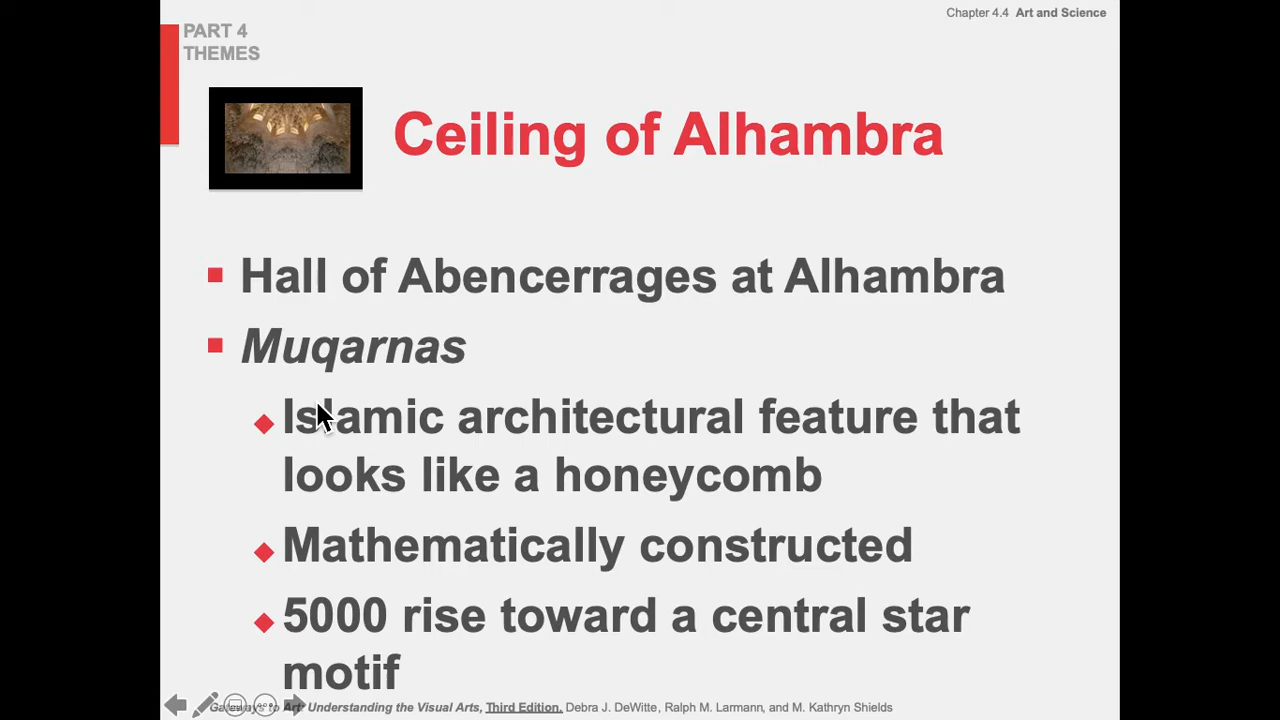 Chapter 4.4 Art and Science
PART 4
THEMES
Ceiling of Alhambra
Hall of Abencerrages at Alhambra
Muqarnas
Islamic architectural feature that
looks like a honeycomb
Mathematically constructed
5000 rise toward a central star
motif
Gateways to Art: Understanding the Visual Arts, Third Edition. Debra J. DeWitte, Ralph M. Larmann, and M. Kathryn Shields